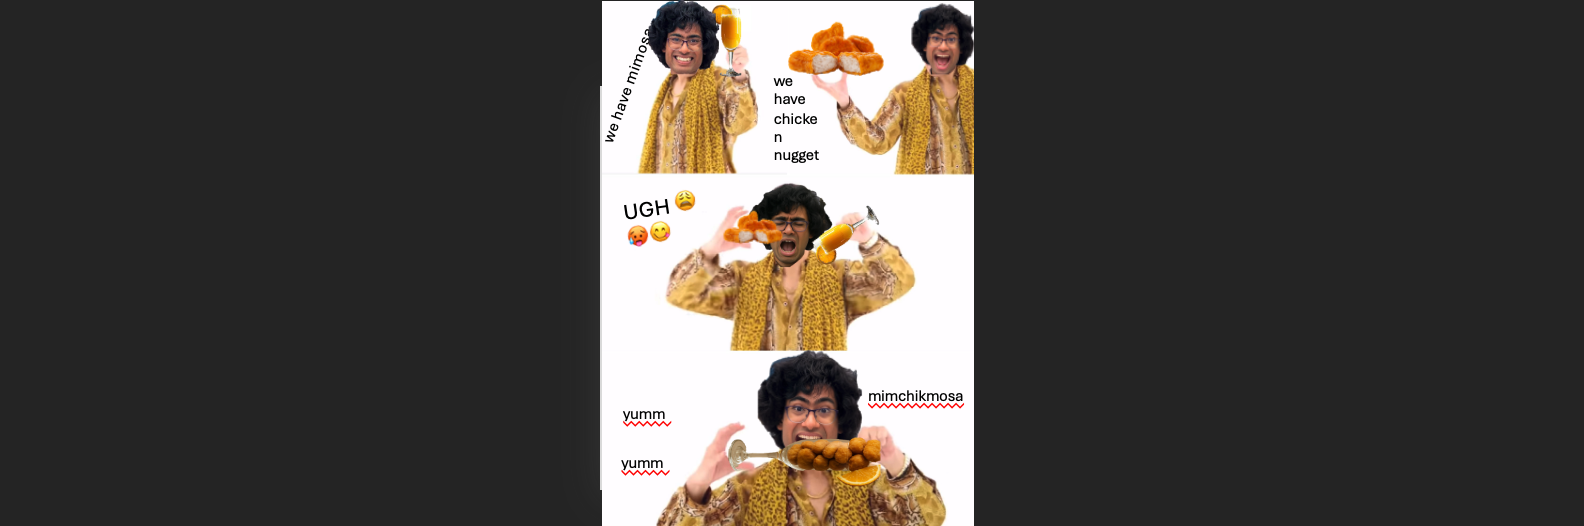 we have mimosa
we
have
chicke
n
nugget
UGH 😩
🥵😋
mimchikmosa
yumm
yumm